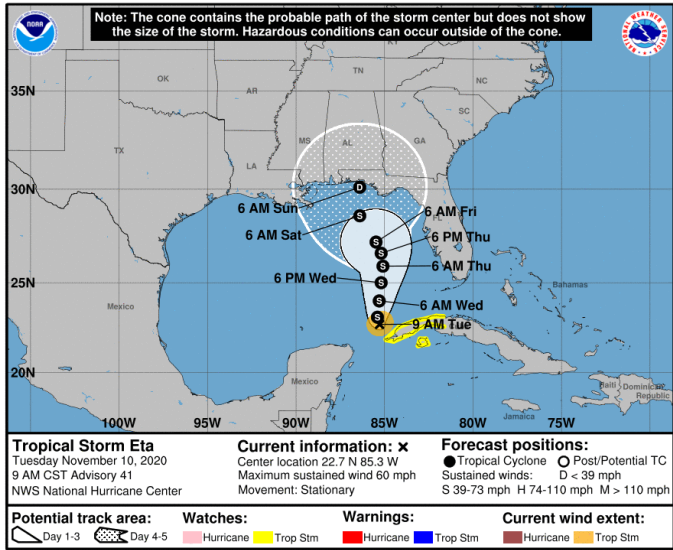 Note: The cone contains the probable path of the storm center but does not show
the size of the storm. Hazardous conditions can occur outside of the cone.
NOAA
NATIONAL WEATHER SERVICE
KY
OK
TN
NC
AR
35N
SC
MS
AL
GA
TX
LA
30N
D
6 AM Sun
S
6 AM Fri
6 AM Sat
FL
S
6 PM Thu
S
S
6 AM Thu
6 PM Wed
S
25N
Bahamas
Mexico
S
6 AM Wed
S
9 AM Tue
Cuba
20N
Mexico
Haiti
Dominican
Republic
Jamaica
100W
95W
90W
85W
80W
75W
Tropical Storm Eta
Tuesday November 10, 2020
9 AM CST Advisory 41
NWS National Hurricane Center
Current information: ×
Center location 22.7 N 85.3 W
Maximum sustained wind 60 mph
Movement: Stationary
Forecast positions:
Tropical Cyclone Post/Potential TC
Sustained winds: D < 39 mph
S 39-73 mph H 74-110 mph M > 110 mph
Potential track area:
Day 1-3 Day 4-5
Watches:
Hurricane Trop Stm
Warnings:
Hurricane Trop Stm
Current wind extent:
Hurricane Trop Stm